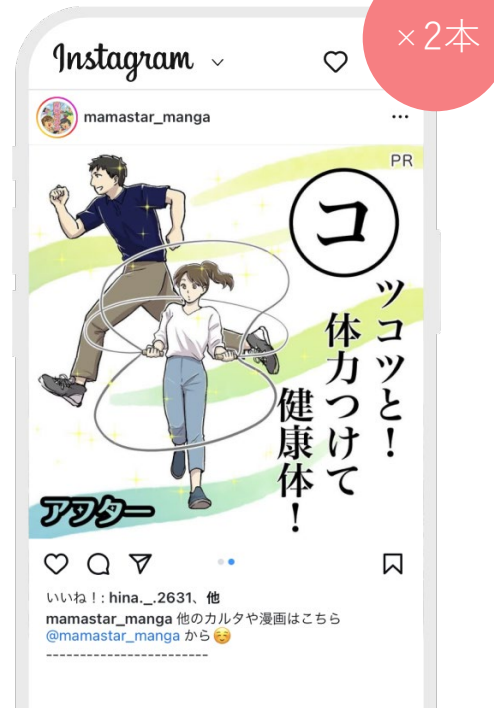 ×2本
Instagram
mamastar_manga
PR
コ
ツコツと!
体力つけて
健康体!
アフター
いいね!: hina._.2631、他
mamastar_manga 他のカルタや漫画はこちら
@mamastar_manga から☺️
------------------------